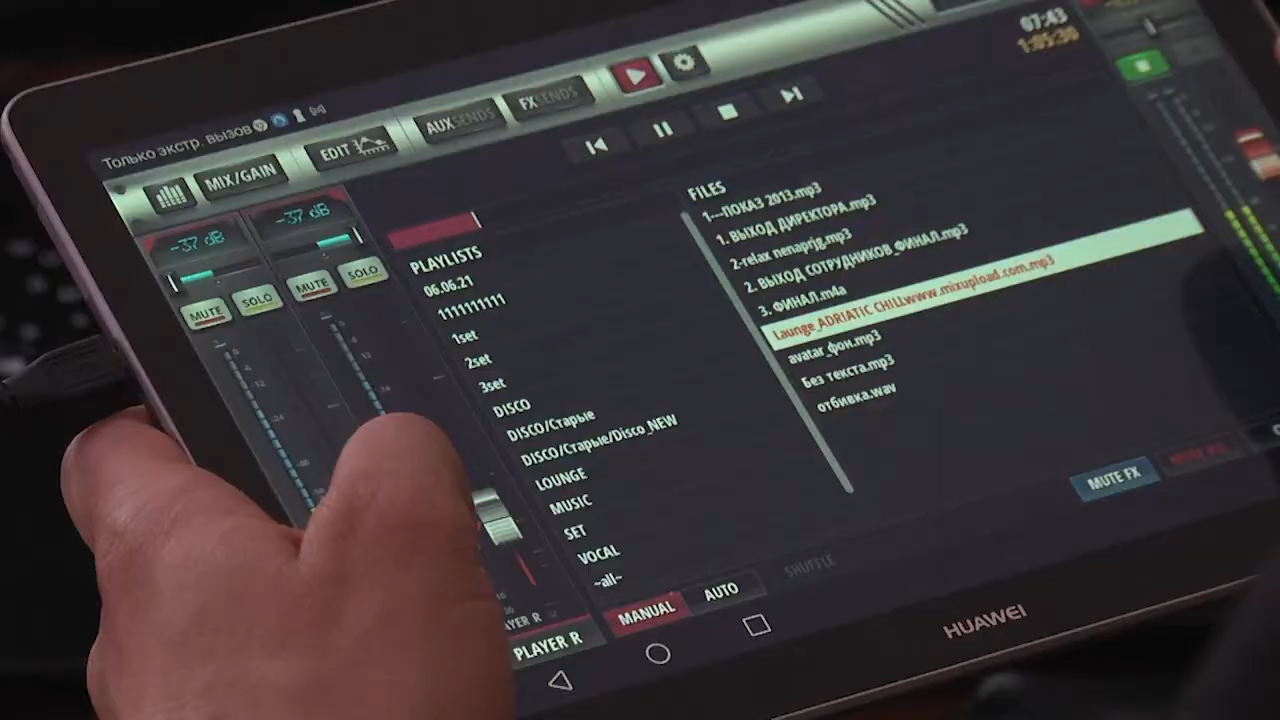 Только экстр. вызов
MIX/GAIN
EDIT
AUX SENDS
FX SENDS
07:43
1:05:30
-37 dB
-37 dB
MUTE
SOLO
MUTE
SOLO
PLAYLISTS
06.06.21
1111111111
1set
2set
3set
DISCO
DISCO/Старые
DISCO/Старые/Disco_NEW
LOUNGE
MUSIC
SET
VOCAL
~all~
FILES
1---ПОКАЗ 2013.mp3
1. ВЫХОД ДИРЕКТОРА.mp3
2-relax nenaprjg.mp3
2. ВЫХОД СОТРУДНИКОВ_ФИНАЛ.mp3
3. ФИНАЛ.m4a
Launge_ADRIATIC CHILLwww.mixupload.com.mp3
avatar_фон.mp3
Без текста.mp3
отбивка.wav
MUTE FX
MUTE ALL
MANUAL
AUTO
SHUFFLE
PLAYER R
HUAWEI